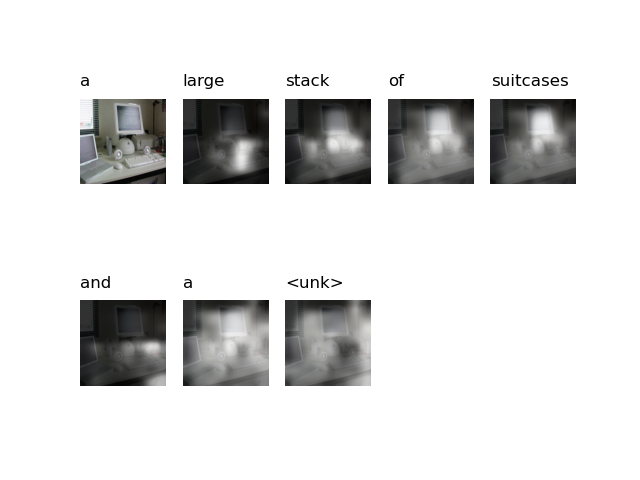 a large stack of suitcases
and a <unk>